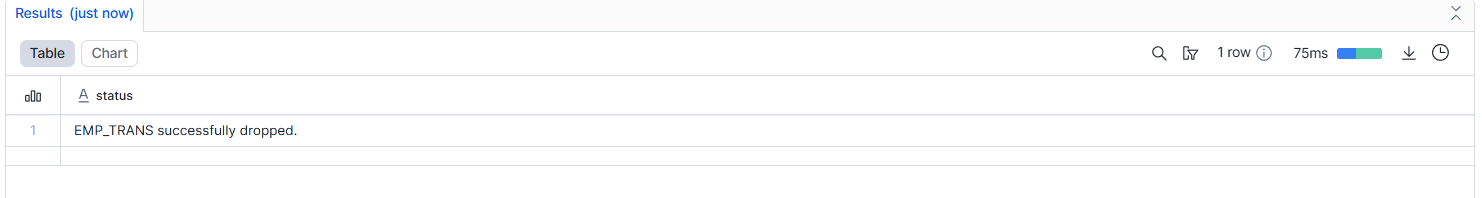 Results (just now)
Table Chart 1 row 75ms
A status
1 EMP_TRANS successfully dropped.